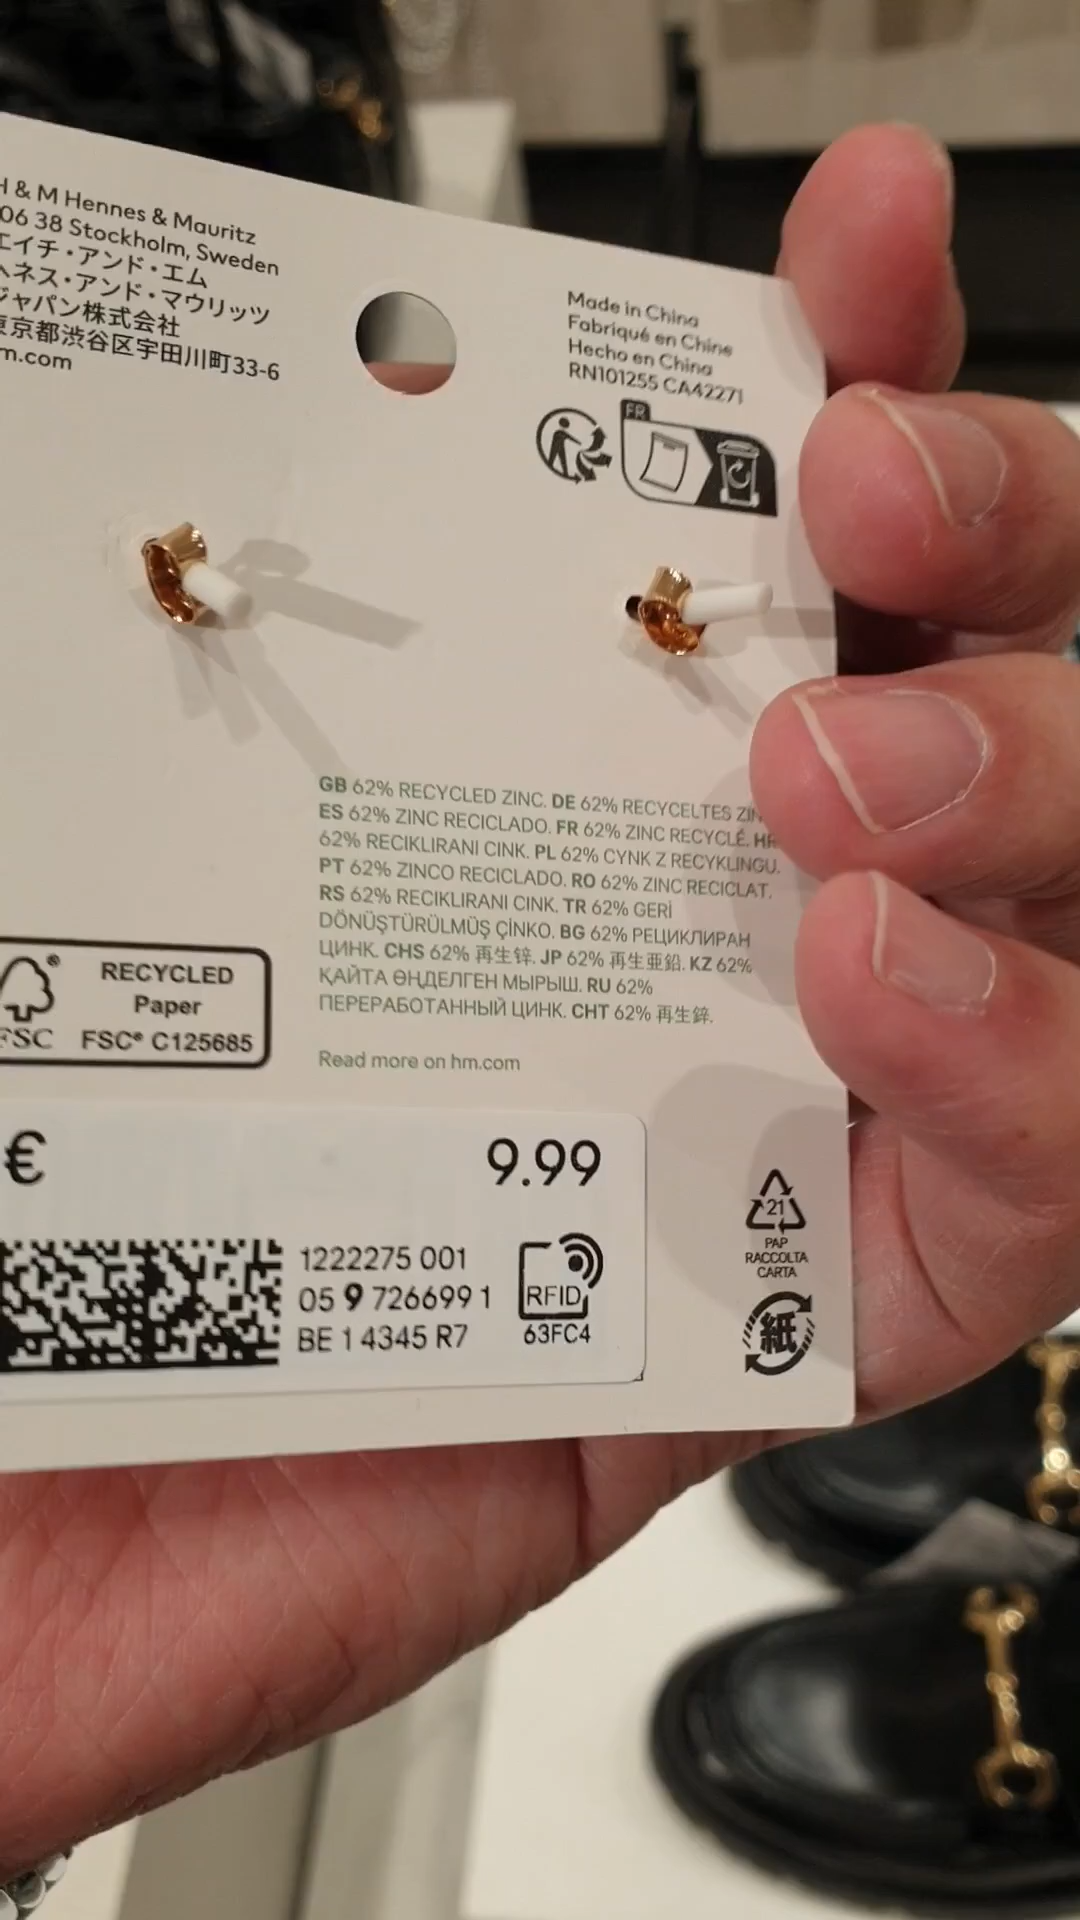 H & M Hennes & Mauritz
06 38 Stockholm, Sweden
エイチ・アンド・エム
ヘネス・アンド・マウリッツ
ジャパン株式会社
東京都渋谷区宇田川町33-6
m.com
Made in China
Fabriqué en Chine
Hecho en China
RN101255 CA42271
FR
GB 62% RECYCLED ZINC. DE 62% RECYCELTES ZIN
ES 62% ZINC RECICLADO. FR 62% ZINC RECYCLÉ. HR
62% RECIKLIRANI CINK. PL 62% CYNK Z RECYKLINGU.
PT 62% ZINCO RECICLADO. RO 62% ZINC RECICLAT.
RS 62% RECIKLIRANI CINK. TR 62% GERİ
DÖNÜŞTÜRÜLMÜŞ ÇİNKO. BG 62% РЕЦИКЛИРАН
ЦИНК. CHS 62% 再生锌. JP 62% 再生亜鉛. KZ 62%
ҚАЙТА ӨҢДЕЛГЕН МЫРЫШ. RU 62%
ПЕРЕРАБОТАННЫЙ ЦИНК. CHT 62% 再生鋅.
Read more on hm.com
FSC®
RECYCLED
Paper
FSC® C125685
€ 9.99
1222275 001
05 9 726699 1
BE 1 4345 R7
RFID
63FC4
21
PAP
RACCOLTA
CARTA
紙